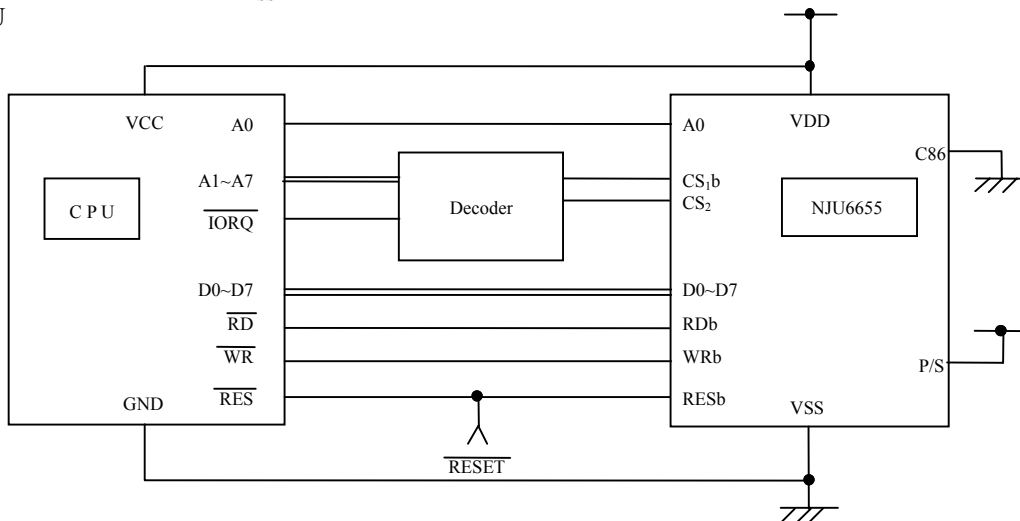 U
VCC
A0
A0
VDD
C86
A1~A7
CS₁b
CPU
Decoder
CS₂
NJU6655
IORQ
D0~D7
D0~D7
RD
RDb
WR
WRb
P/S
GND
RES
RESb
VSS
RESET